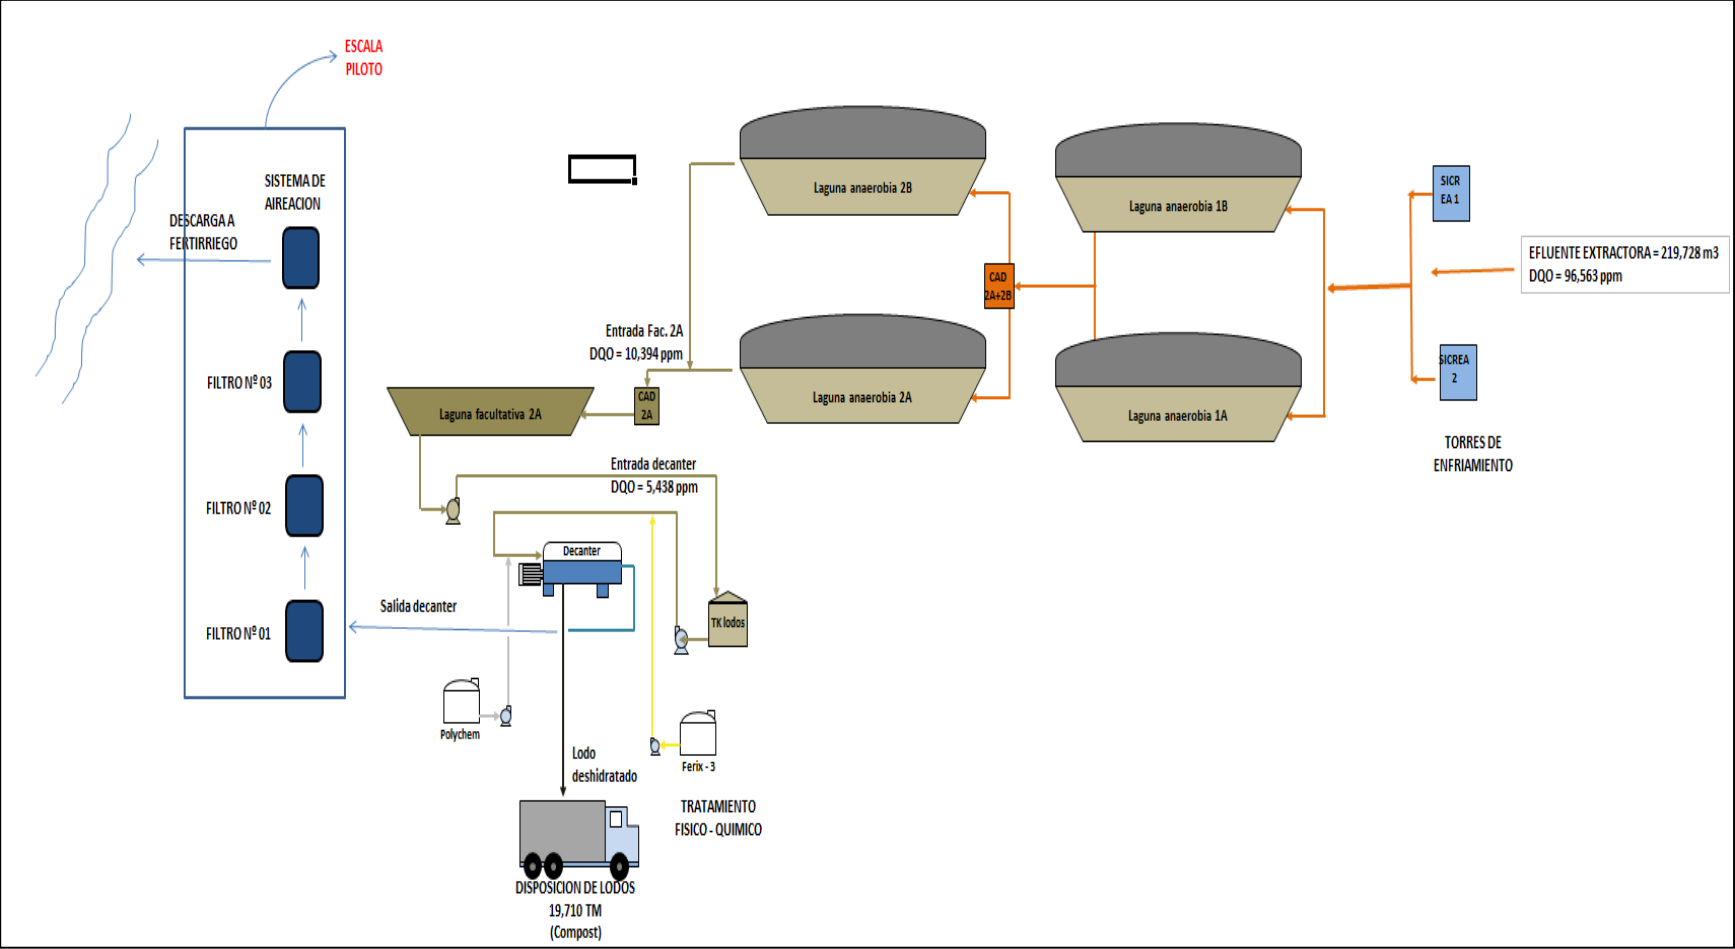 ESCALA
PILOTO
SISTEMA DE
AIREACION
DESCARGA A
FERTIRRIEGO
FILTRO Nº 03
FILTRO Nº 02
FILTRO Nº 01
Laguna anaerobia 2B
Laguna anaerobia 1B
SICR
EA 1
EFLUENTE EXTRACTORA = 219,728 m3
DQO = 96,563 ppm
CAD
2A+2B
Entrada Fac. 2A
DQO = 10,394 ppm
Laguna anaerobia 2A
Laguna anaerobia 1A
SICREA
2
TORRES DE
ENFRIAMIENTO
CAD
2A
Laguna facultativa 2A
Entrada decanter
DQO = 5,438 ppm
Decanter
Salida decanter
TK lodos
Polychem
Ferix - 3
Lodo
deshidratado
TRATAMIENTO
FISICO - QUIMICO
DISPOSICION DE LODOS
19,710 TM
(Compost)